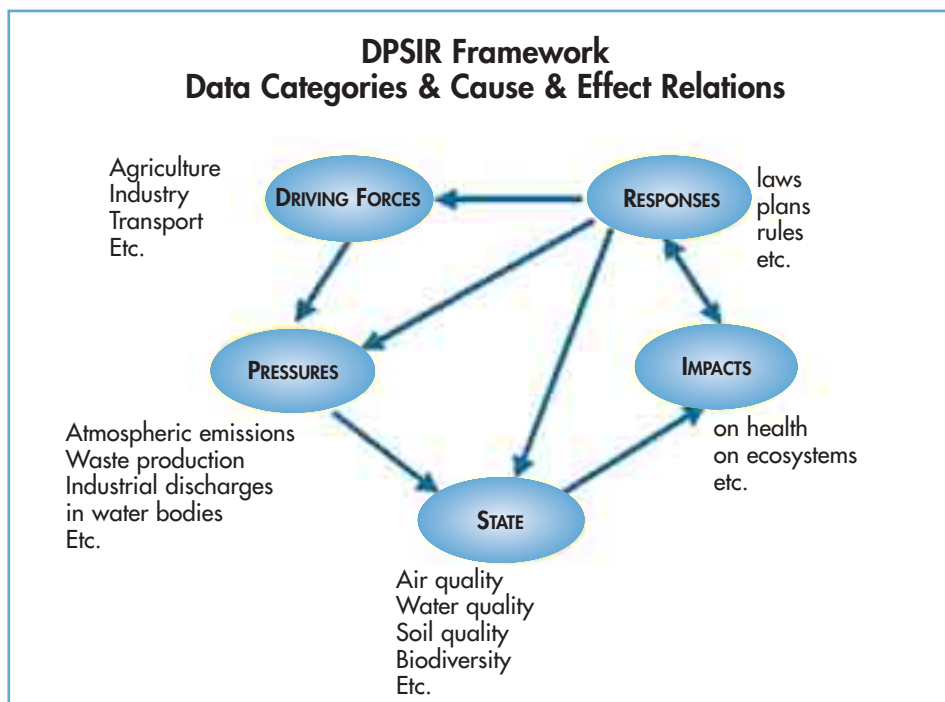 DPSIR Framework
Data Categories & Cause & Effect Relations
Agriculture
Industry
Transport
Etc.
DRIVING FORCES
RESPONSES
laws
plans
rules
etc.
PRESSURES
IMPACTS
Atmospheric emissions
Waste production
Industrial discharges
in water bodies
Etc.
on health
on ecosystems
etc.
STATE
Air quality
Water quality
Soil quality
Biodiversity
Etc.